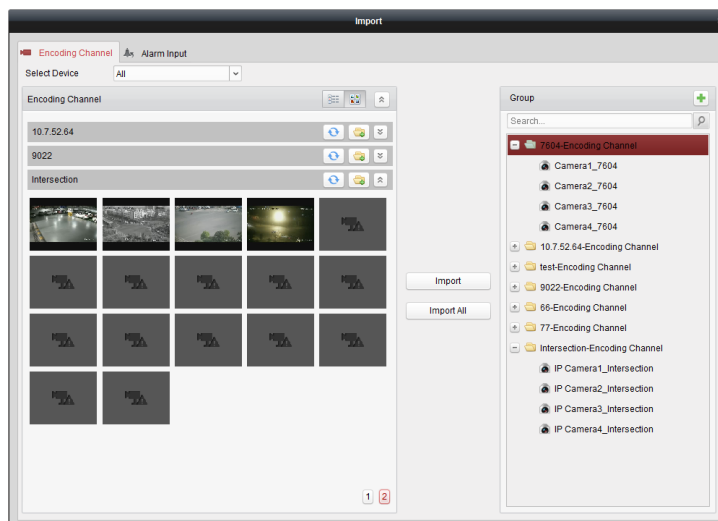 Import
Encoding Channel
Alarm Input
Select Device
All
Encoding Channel
10.7.52.64
9022
Intersection
1 2
Import
Import All
Group
Search...
7604-Encoding Channel
Camera1_7604
Camera2_7604
Camera3_7604
Camera4_7604
10.7.52.64-Encoding Channel
test-Encoding Channel
9022-Encoding Channel
66-Encoding Channel
77-Encoding Channel
Intersection-Encoding Channel
IP Camera1_Intersection
IP Camera2_Intersection
IP Camera3_Intersection
IP Camera4_Intersection